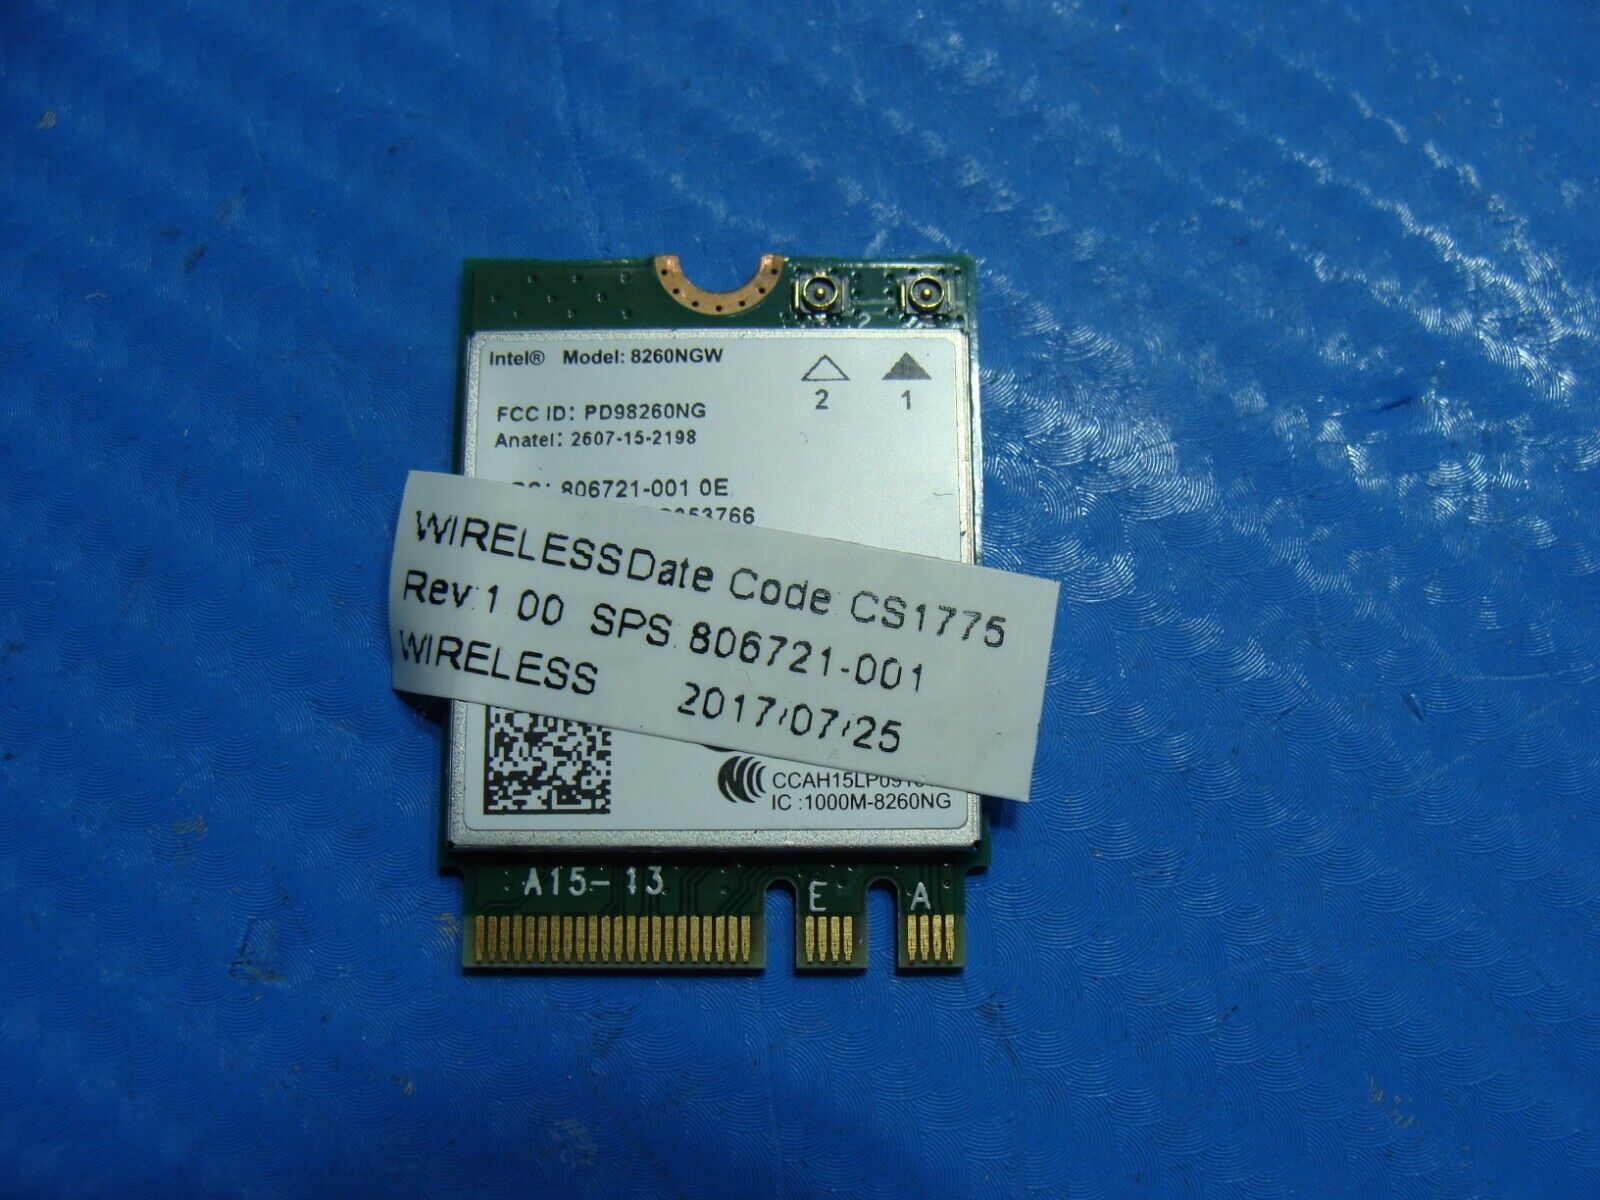 Intel® Model: 8260NGW
2 1
FCC ID: PD98260NG
Anatel: 2607-15-2198
806721-001 0E
WIRELESSDate Code:CS1775
Rev:1.00 SPS:806721-001
WIRELESS 2017/07/25
IC :1000M-8260NG
A15-13 E A